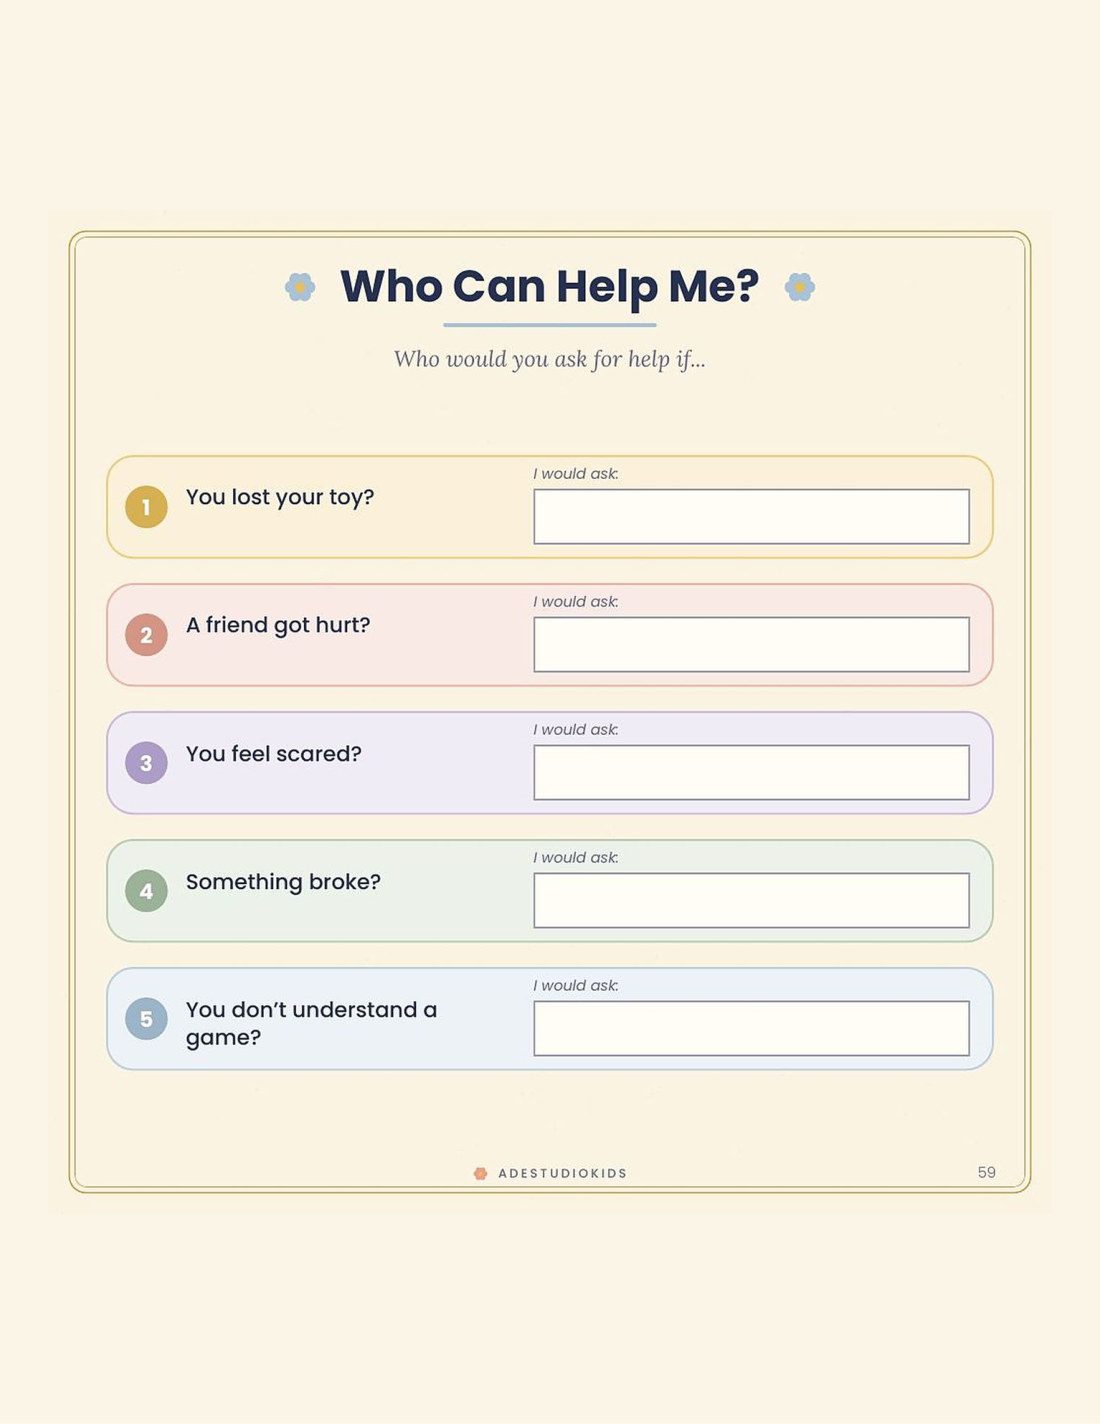 Who Can Help Me?
Who would you ask for help if...
I would ask:
1 You lost your toy?
I would ask:
2 A friend got hurt?
I would ask:
3 You feel scared?
I would ask:
4 Something broke?
I would ask:
5 You don’t understand a
game?
ADESTUDIOKIDS
59